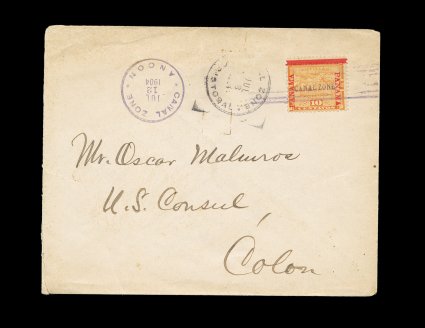 CANAL ZONE
ANCON
JUL
12
1904
PANAMA
CANAL ZONE
PANAMA
10
Mr. Oscar Malmros
U.S. Consul,
Colon